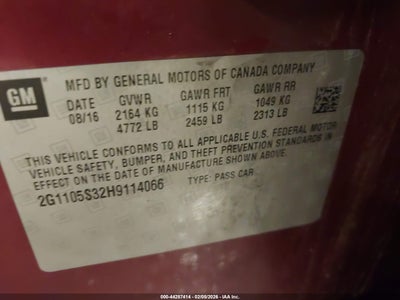 MFD BY GENERAL MOTORS OF CANADA COMPANY
GM
DATE GVWR GAWR FRT GAWR RR
08/16 2164 KG 1115 KG 1049 KG
4772 LB 2459 LB 2313 LB
THIS VEHICLE CONFORMS TO ALL APPLICABLE U.S. FEDERAL MOTOR
VEHICLE SAFETY, BUMPER, AND THEFT PREVENTION STANDARDS IN
EFFECT ON THE DATE OF MANUFACTURE SHOWN ABOVE.
2G1105S32H9114066 TYPE: PASS CAR
000-44287414 - 02/09/2026 - IAA Inc.